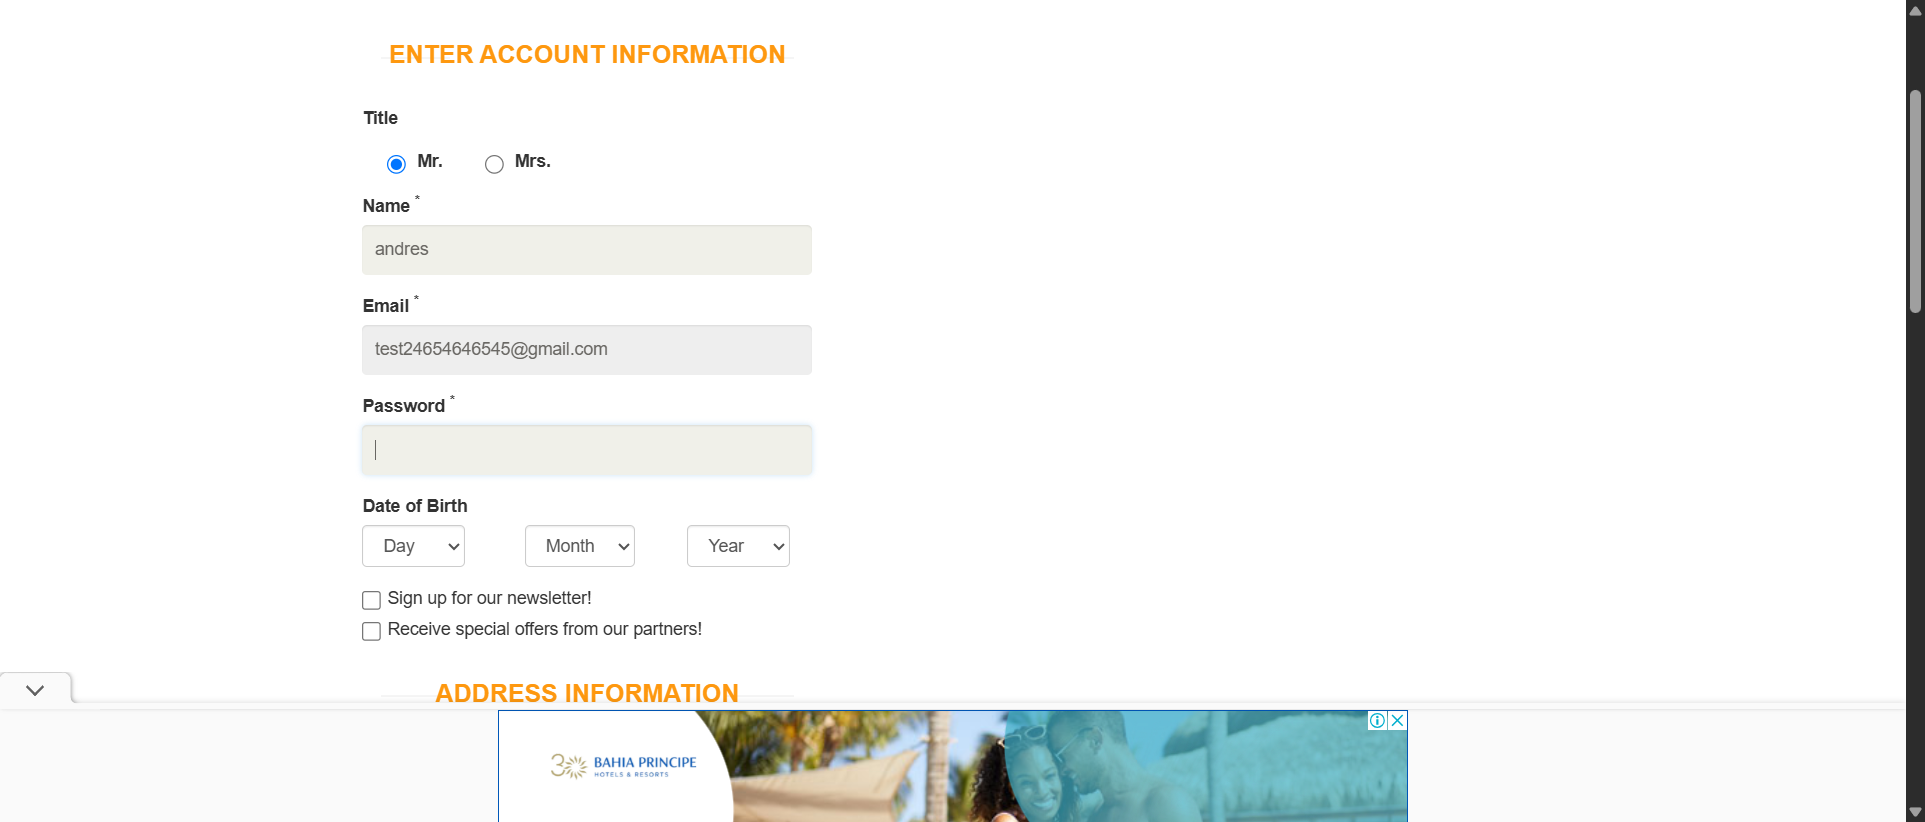 ENTER ACCOUNT INFORMATION
Title
Mr. Mrs.
Name *
andres
Email *
test24654646545@gmail.com
Password *
Date of Birth
Day Month Year
Sign up for our newsletter!
Receive special offers from our partners!
ADDRESS INFORMATION
30 BAHIA PRINCIPE
HOTELS & RESORTS